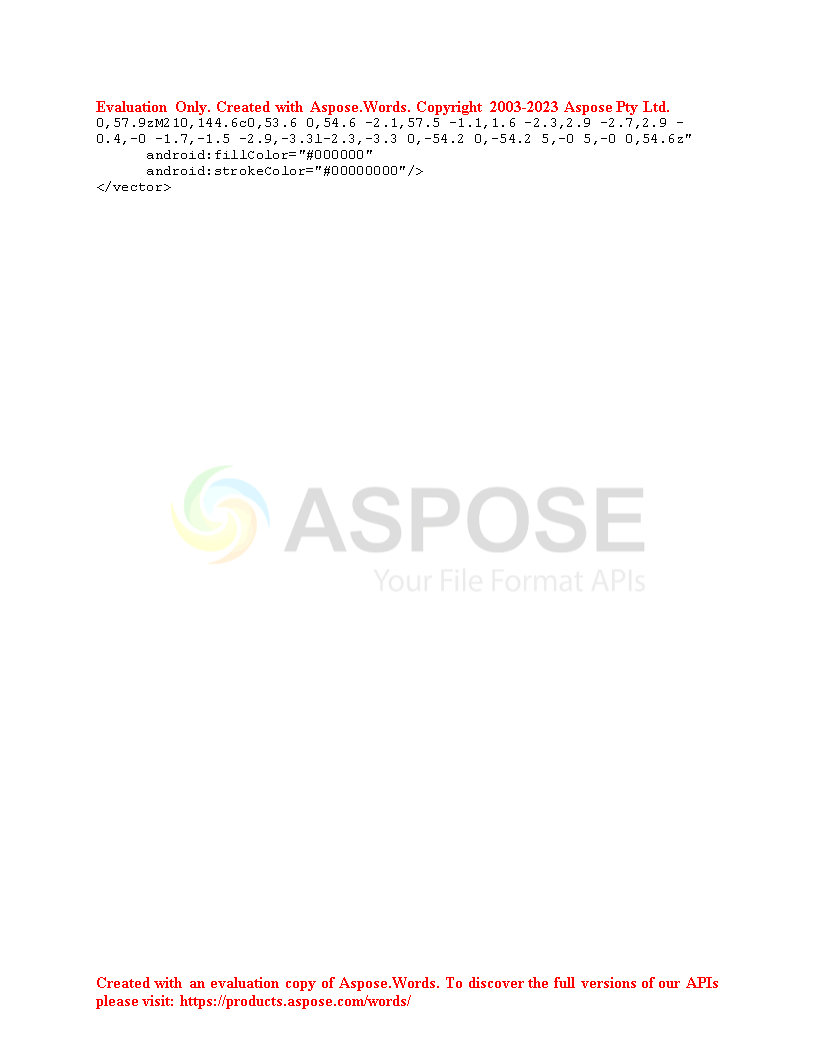 Evaluation Only. Created with Aspose.Words. Copyright 2003-2023 Aspose Pty Ltd.
0,57.9zM210,144.6c0,53.6 0,54.6 -2.1,57.5 -1.1,1.6 -2.3,2.9 -2.7,2.9 -
0.4,-0 -1.7,-1.5 -2.9,-3.3l-2.3,-3.3 0,-54.2 0,-54.2 5,-0 5,-0 0,54.6z"
      android:fillColor="#000000"
      android:strokeColor="#00000000"/>
</vector>
ASPOSE
Your File Format APIs
Created with an evaluation copy of Aspose.Words. To discover the full versions of our APIs
please visit: https://products.aspose.com/words/